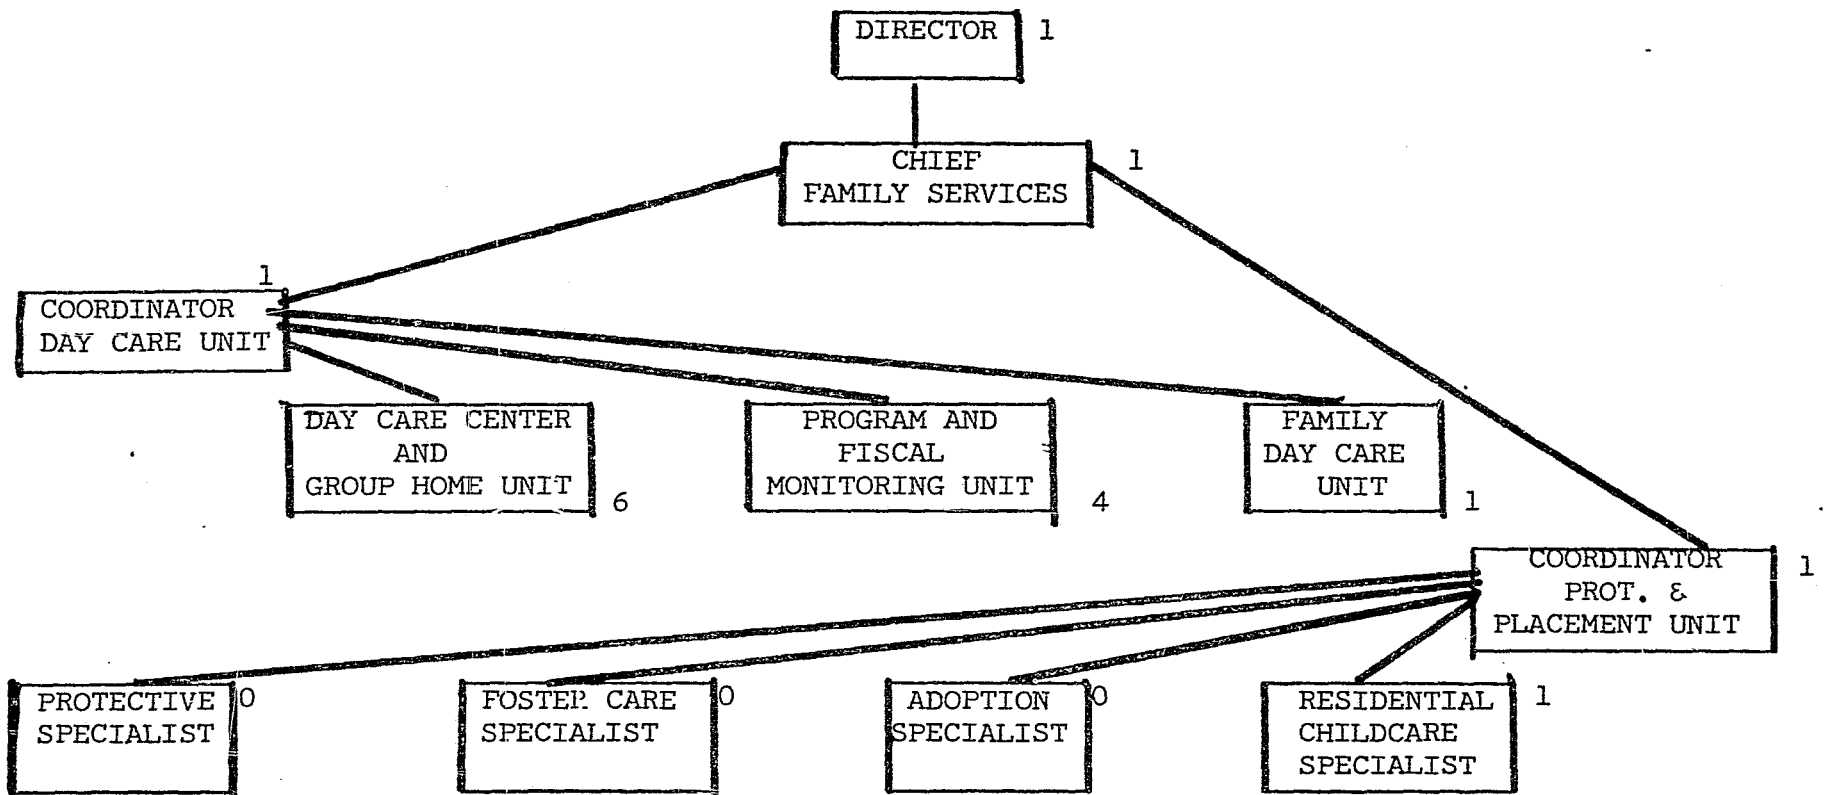 DIRECTOR 1
CHIEF 1
FAMILY SERVICES
1
COORDINATOR
DAY CARE UNIT
DAY CARE CENTER
AND
GROUP HOME UNIT 6
PROGRAM AND
FISCAL
MONITORING UNIT 4
FAMILY
DAY CARE
UNIT 1
COORDINATOR 1
PROT. &
PLACEMENT UNIT
PROTECTIVE 0
SPECIALIST
FOSTER CARE 0
SPECIALIST
ADOPTION 0
SPECIALIST
RESIDENTIAL 1
CHILDCARE
SPECIALIST